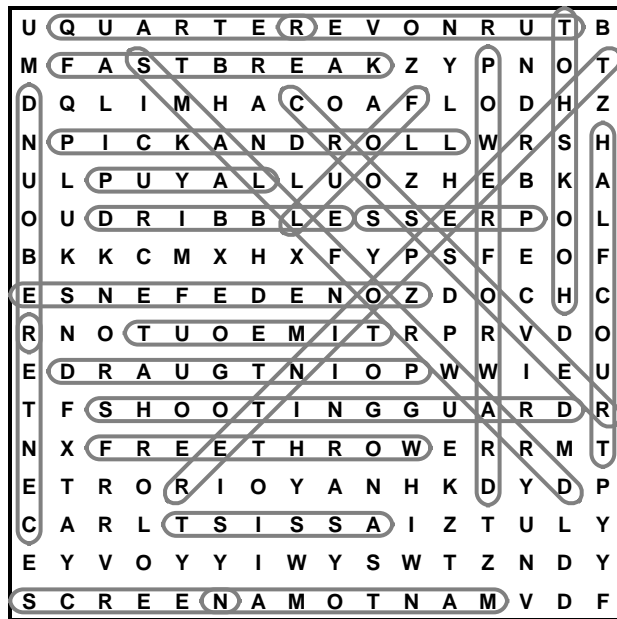 U Q U A R T E R E V O N R U T B
M F A S T B R E A K Z Y P N O T
D Q L I M H A C O A F L O D H Z
N P I C K A N D R O L L W R S H
U L P U Y A L L U O Z H E B K A
O U D R I B B L E S S E R P O L
B K K C M X H X F Y P S F E O F
E S N E F E D E N O Z D O C H C
R N O T U O E M I T R P R V D O
E D R A U G T N I O P W W I E U
T F S H O O T I N G G U A R D R
N X F R E E T H R O W E R R M T
E T R O R I O Y A N H K D Y D P
C A R L T S I S S A I Z T U L Y
E Y V O Y Y I W Y S W T Z N D Y
S C R E E N A M O T N A M V D F